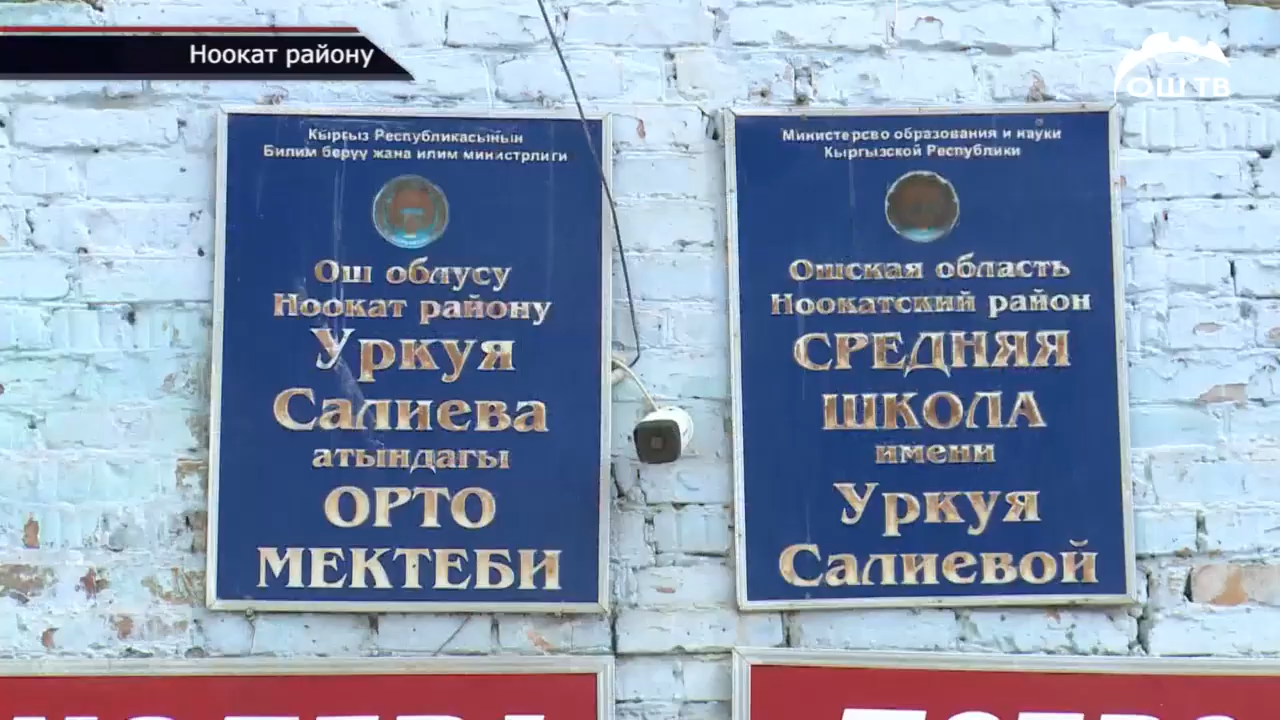 Ноокат району
ОШ ТВ
Кыргыз Республикасынын
Билим берүү жана илим министрлиги
Ош облусу
Ноокат району
Уркуя
Салиева
атындагы
ОРТО
МЕКТЕБИ
Министерсво образования и науки
Кыргызской Республики
Ошская область
Ноокатский район
СРЕДНЯЯ
ШКОЛА
имени
Уркуя
Салиевой